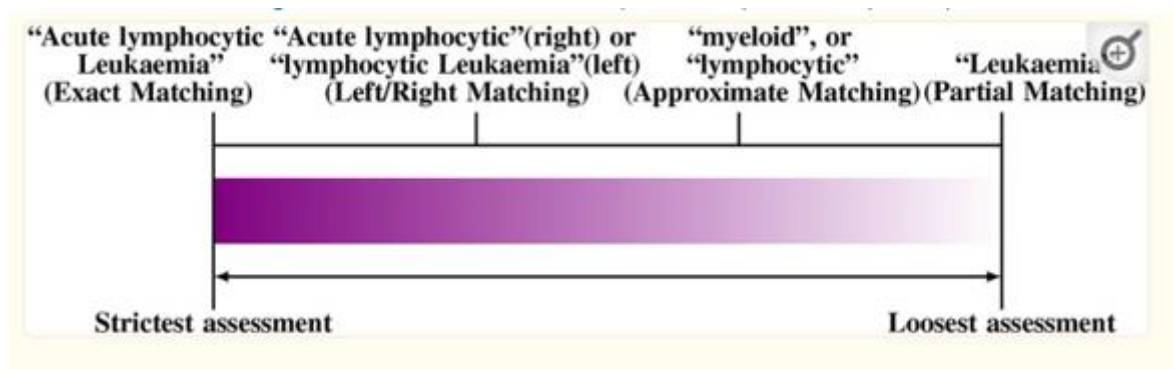 “Acute lymphocytic “Acute lymphocytic”(right) or “myeloid”, or
Leukaemia” “lymphocytic Leukaemia”(left) “lymphocytic” “Leukaemia
(Exact Matching) (Left/Right Matching) (Approximate Matching) (Partial Matching)
Strictest assessment Loosest assessment